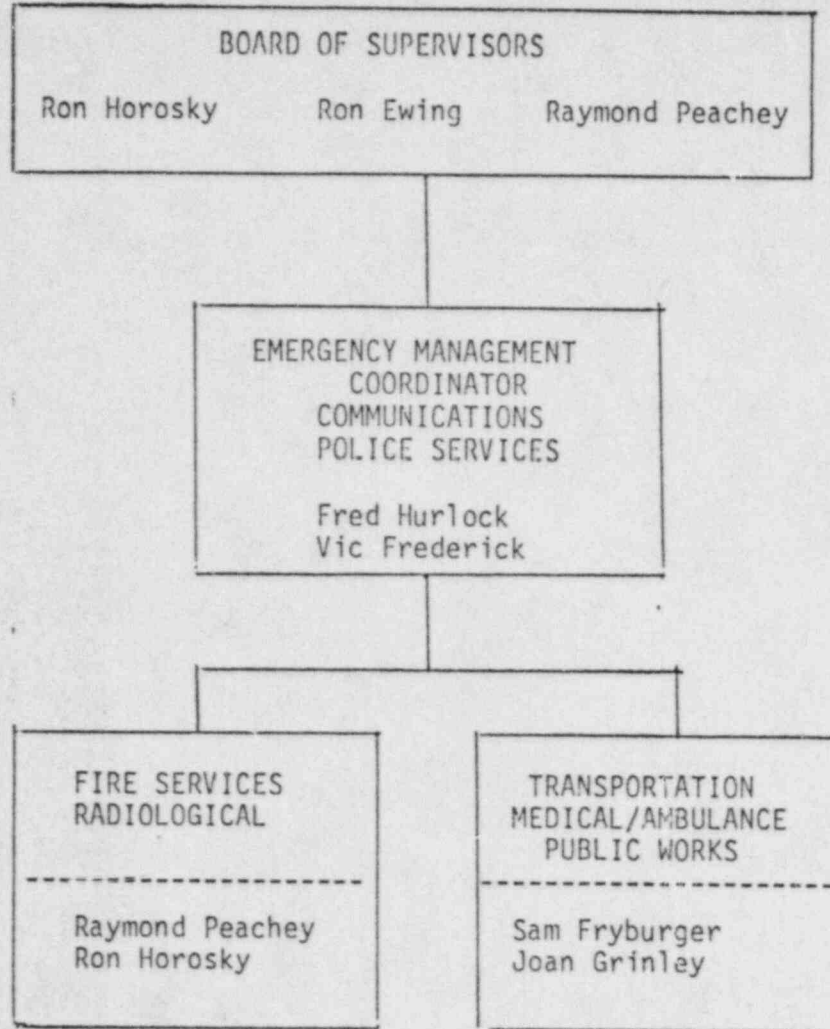 BOARD OF SUPERVISORS
Ron Horosky Ron Ewing Raymond Peachey
EMERGENCY MANAGEMENT
COORDINATOR
COMMUNICATIONS
POLICE SERVICES
Fred Hurlock
Vic Frederick
FIRE SERVICES
RADIOLOGICAL
Raymond Peachey
Ron Horosky
TRANSPORTATION
MEDICAL/AMBULANCE
PUBLIC WORKS
Sam Fryburger
Joan Grinley